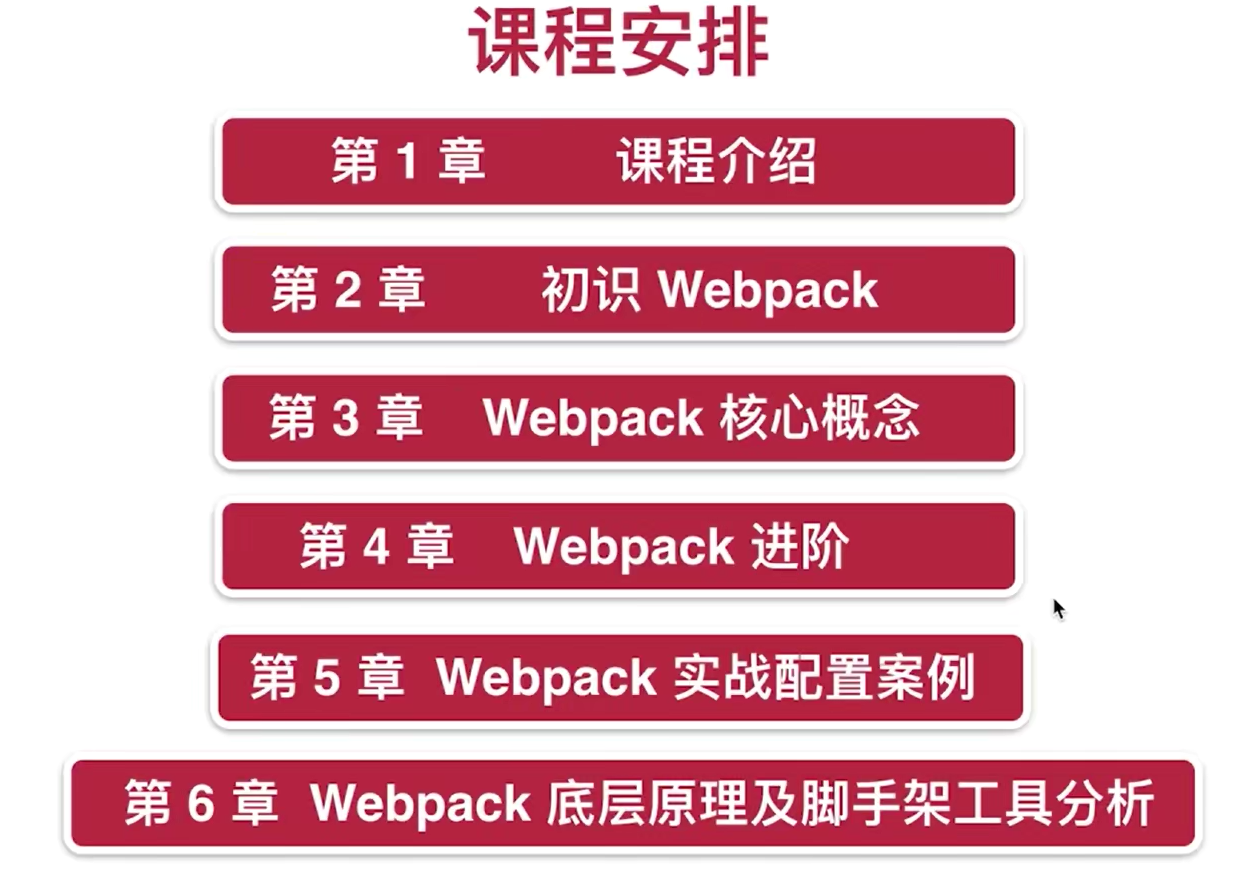 课程安排
第 1 章 课程介绍
第 2 章 初识 Webpack
第 3 章 Webpack 核心概念
第 4 章 Webpack 进阶
第 5 章 Webpack 实战配置案例
第 6 章 Webpack 底层原理及脚手架工具分析